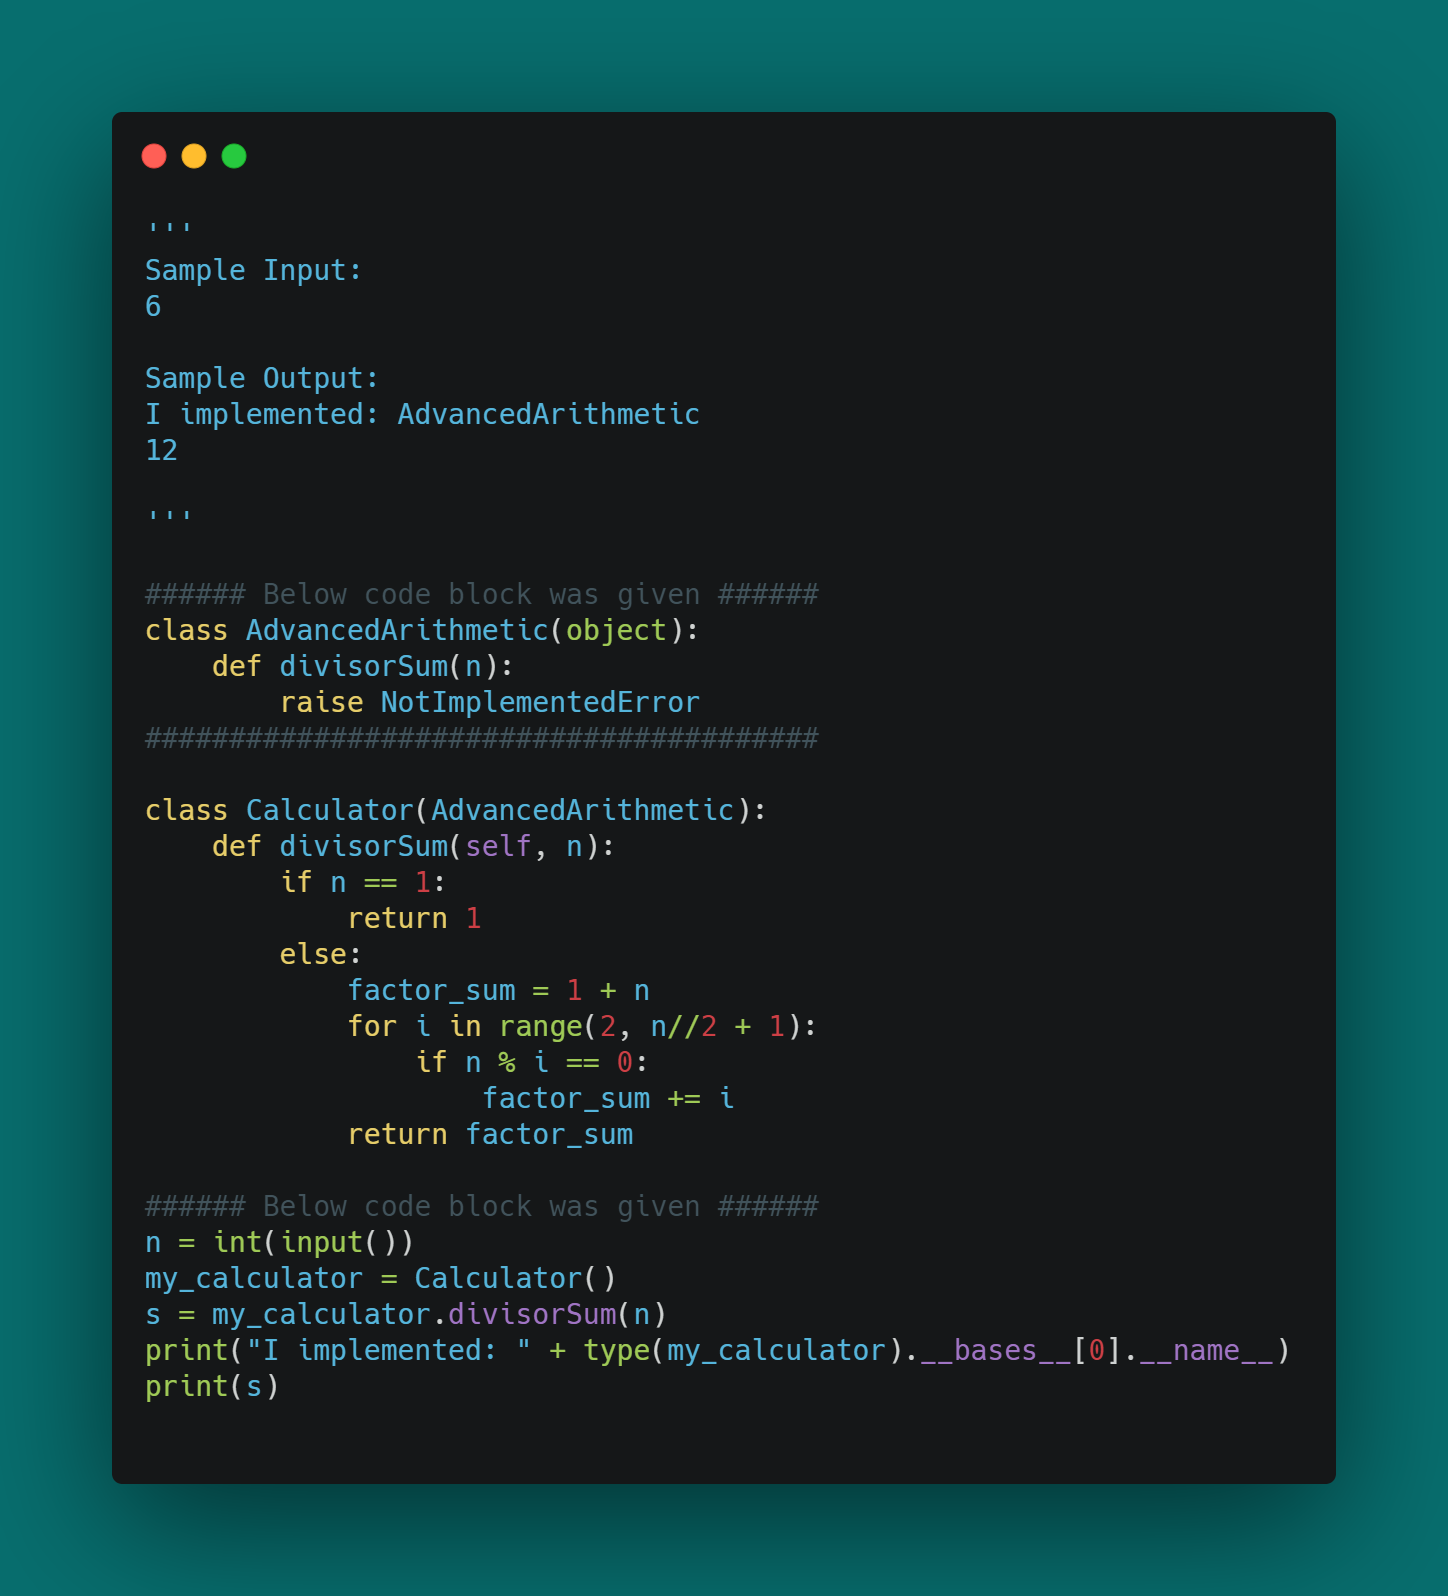 '''
Sample Input:
6

Sample Output:
I implemented: AdvancedArithmetic
12

'''

###### Below code block was given ######
class AdvancedArithmetic(object):
    def divisorSum(n):
        raise NotImplementedError
########################################

class Calculator(AdvancedArithmetic):
    def divisorSum(self, n):
        if n == 1:
            return 1
        else:
            factor_sum = 1 + n
            for i in range(2, n//2 + 1):
                if n % i == 0:
                    factor_sum += i
            return factor_sum

###### Below code block was given ######
n = int(input())
my_calculator = Calculator()
s = my_calculator.divisorSum(n)
print("I implemented: " + type(my_calculator).__bases__[0].__name__)
print(s)